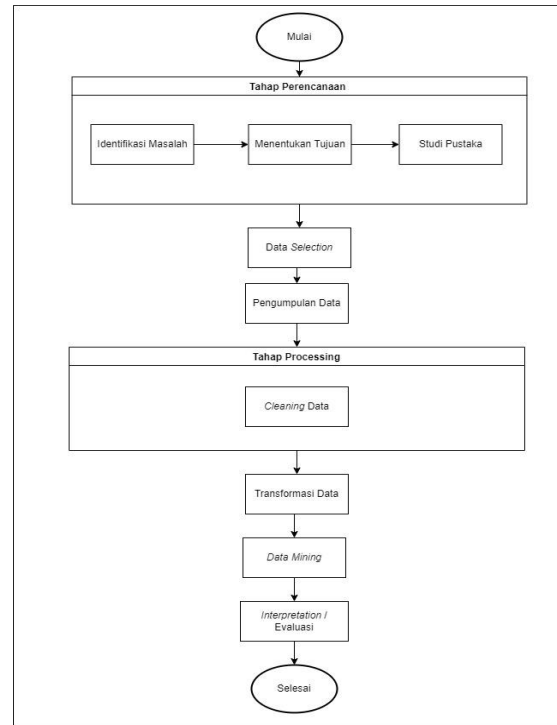 Mulai
Tahap Perencanaan
Identifikasi Masalah
Menentukan Tujuan
Studi Pustaka
Data Selection
Pengumpulan Data
Tahap Processing
Cleaning Data
Transformasi Data
Data Mining
Interpretation /
Evaluasi
Selesai